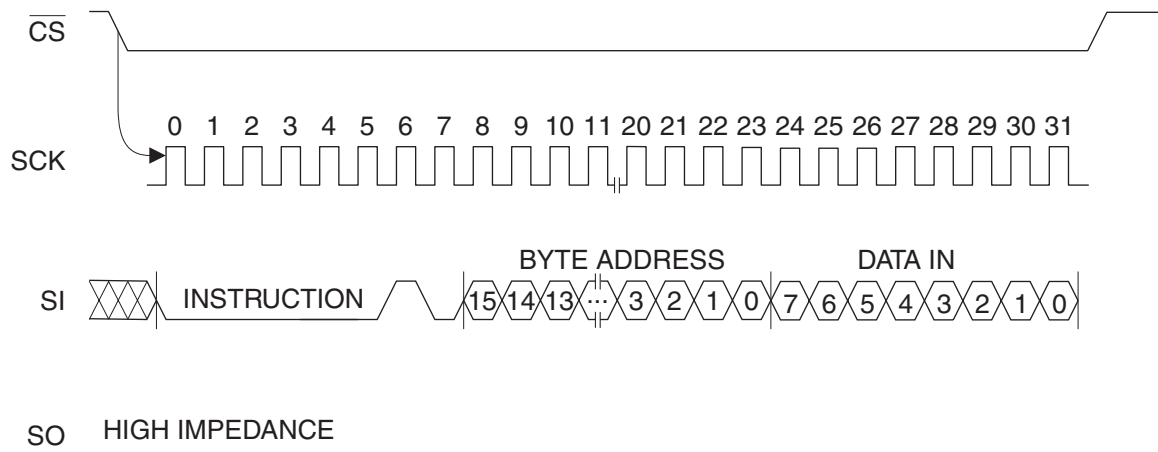 C̅S̅
0 1 2 3 4 5 6 7 8 9 10 11 20 21 22 23 24 25 26 27 28 29 30 31
SCK
BYTE ADDRESS DATA IN
SI INSTRUCTION 15 14 13 ... 3 2 1 0 7 6 5 4 3 2 1 0
SO HIGH IMPEDANCE